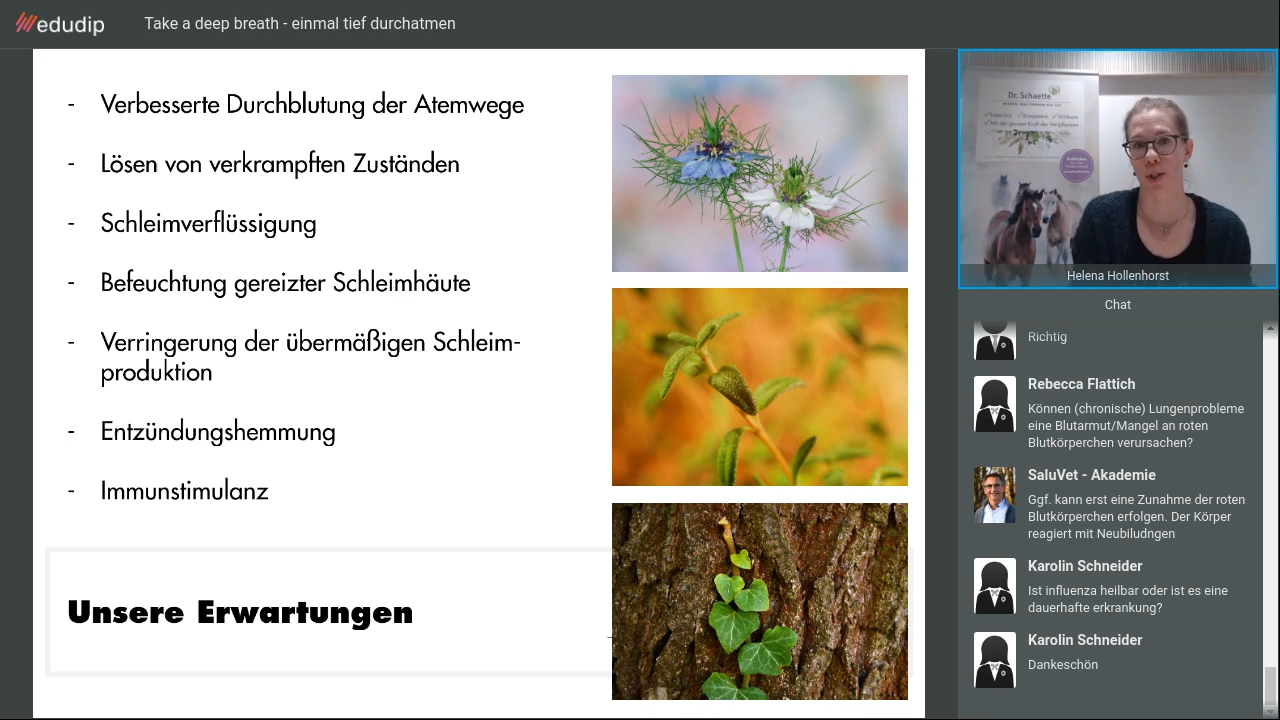 edudip
Take a deep breath - einmal tief durchatmen
- Verbesserte Durchblutung der Atemwege
- Lösen von verkrampften Zuständen
- Schleimverflüssigung
- Befeuchtung gereizter Schleimhäute
- Verringerung der übermäßigen Schleim-
produktion
- Entzündungshemmung
- Immunstimulanz
Unsere Erwartungen
Dr. Schaette
Helena Hollenhorst
Chat
Richtig
Rebecca Flattich
Können (chronische) Lungenprobleme
eine Blutarmut/Mangel an roten
Blutkörperchen verursachen?
SaluVet - Akademie
Ggf. kann erst eine Zunahme der roten
Blutkörperchen erfolgen. Der Körper
reagiert mit Neubiludngen
Karolin Schneider
Ist influenza heilbar oder ist es eine
dauerhafte erkrankung?
Karolin Schneider
Dankeschön